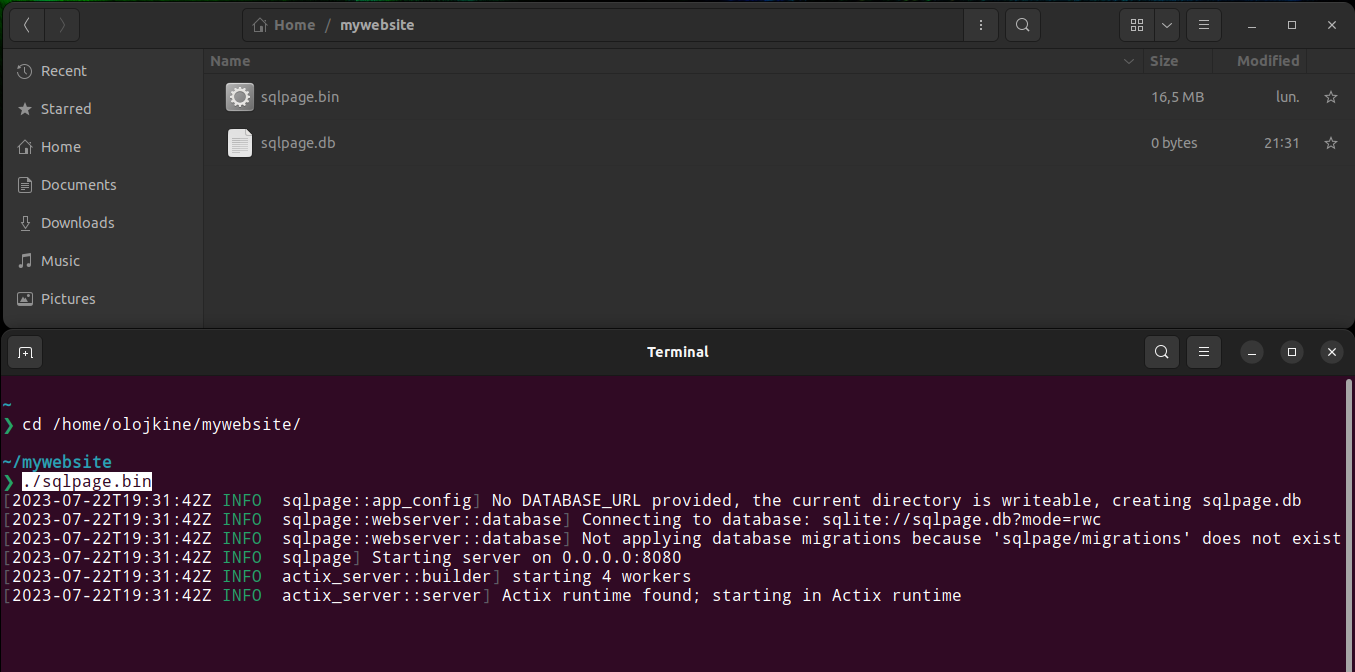 Home / mywebsite
Name Size Modified
Recent
sqlpage.bin 16,5 MB lun.
Starred
sqlpage.db 0 bytes 21:31
Home
Documents
Downloads
Music
Pictures
Terminal
~
❯ cd /home/olojkine/mywebsite/
~/mywebsite
❯ ./sqlpage.bin
[2023-07-22T19:31:42Z INFO  sqlpage::app_config] No DATABASE_URL provided, the current directory is writeable, creating sqlpage.db
[2023-07-22T19:31:42Z INFO  sqlpage::webserver::database] Connecting to database: sqlite://sqlpage.db?mode=rwc
[2023-07-22T19:31:42Z INFO  sqlpage::webserver::database] Not applying database migrations because 'sqlpage/migrations' does not exist
[2023-07-22T19:31:42Z INFO  sqlpage] Starting server on 0.0.0.0:8080
[2023-07-22T19:31:42Z INFO  actix_server::builder] starting 4 workers
[2023-07-22T19:31:42Z INFO  actix_server::server] Actix runtime found; starting in Actix runtime